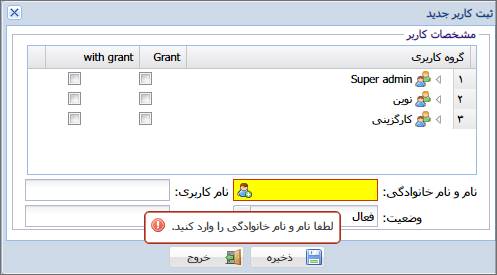 ثبت کاربر جدید
مشخصات کاربر
گروه کاربری Grant with grant
۱ Super admin
۲ نوین
۳ کارگزینی
نام و نام خانوادگی: نام کاربری:
وضعیت: فعال
لطفا نام و نام خانوادگی را وارد کنید.
ذخیره خروج